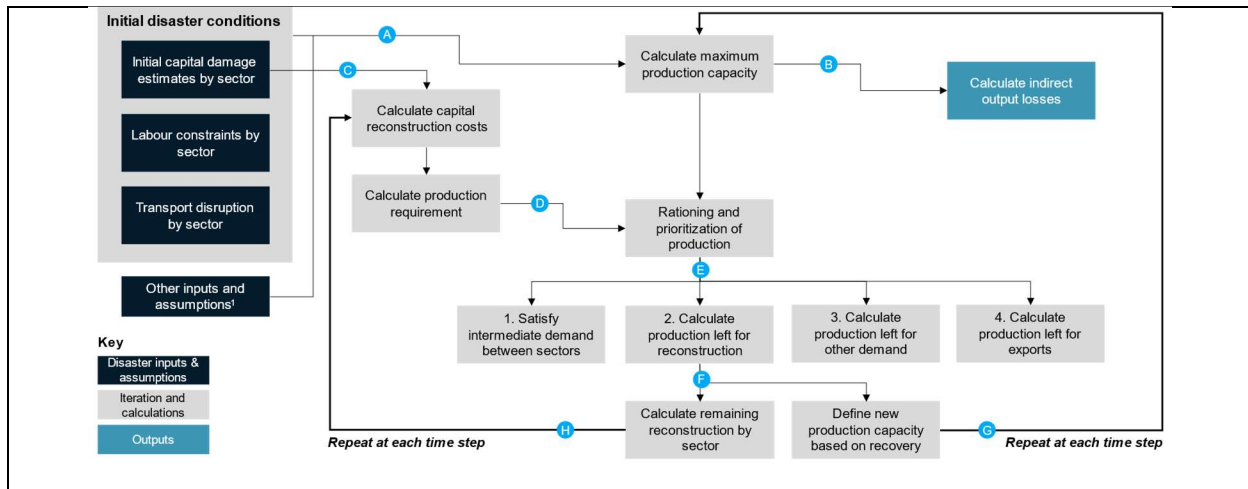 Initial disaster conditions
Initial capital damage
estimates by sector
Labour constraints by
sector
Transport disruption
by sector
Other inputs and
assumptions¹
Key
Disaster inputs &
assumptions
Iteration and
calculations
Outputs
A
C
Calculate capital
reconstruction costs
Calculate production
requirement
D
Calculate maximum
production capacity
B
Calculate indirect
output losses
Rationing and
prioritization of
production
E
1. Satisfy
intermediate demand
between sectors
2. Calculate
production left for
reconstruction
3. Calculate
production left for
other demand
4. Calculate
production left for
exports
F
Calculate remaining
reconstruction by
sector
Define new
production capacity
based on recovery
H
Repeat at each time step
G
Repeat at each time step